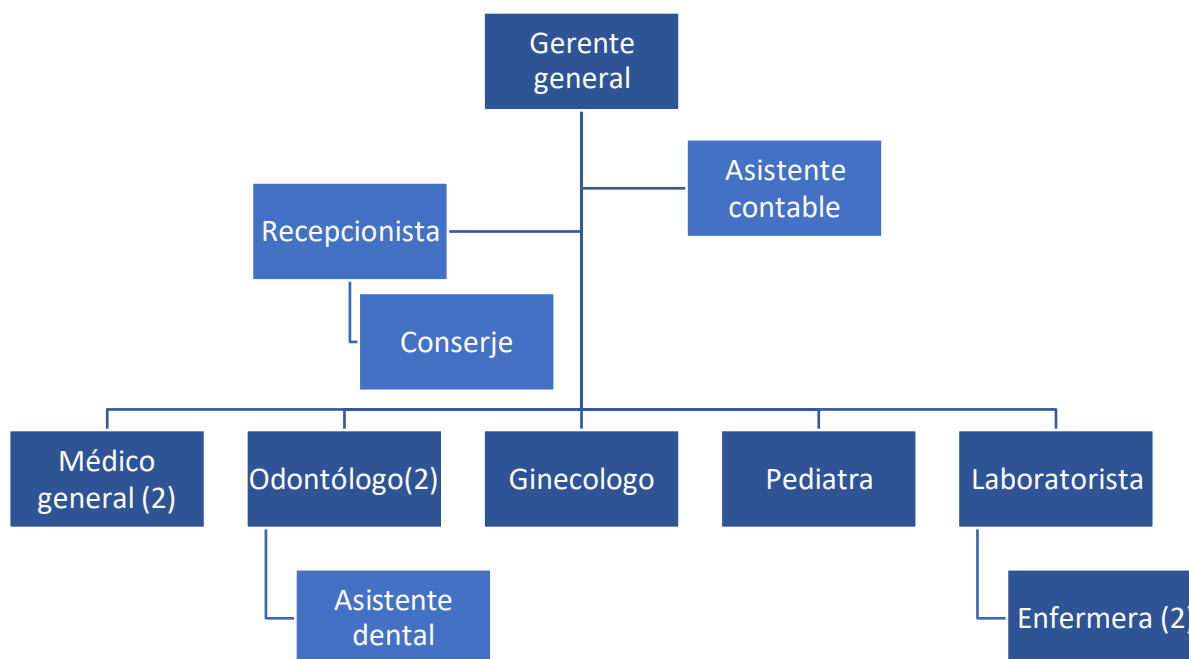 Gerente
general
Asistente
contable
Recepcionista
Conserje
Médico
general (2)
Odontólogo(2)
Ginecologo
Pediatra
Laboratorista
Asistente
dental
Enfermera (2)